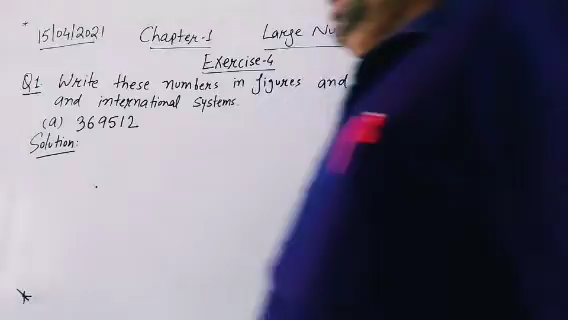 15/04/2021 Chapter-1 Large
Exercise-4
Q1 Write these numbers in figures and
and international systems.
(a) 369512
Solution: